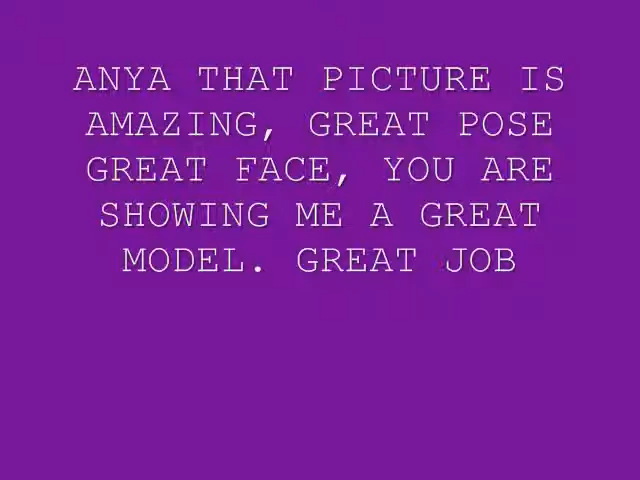 ANYA THAT PICTURE IS
AMAZING, GREAT POSE
GREAT FACE, YOU ARE
SHOWING ME A GREAT
MODEL. GREAT JOB